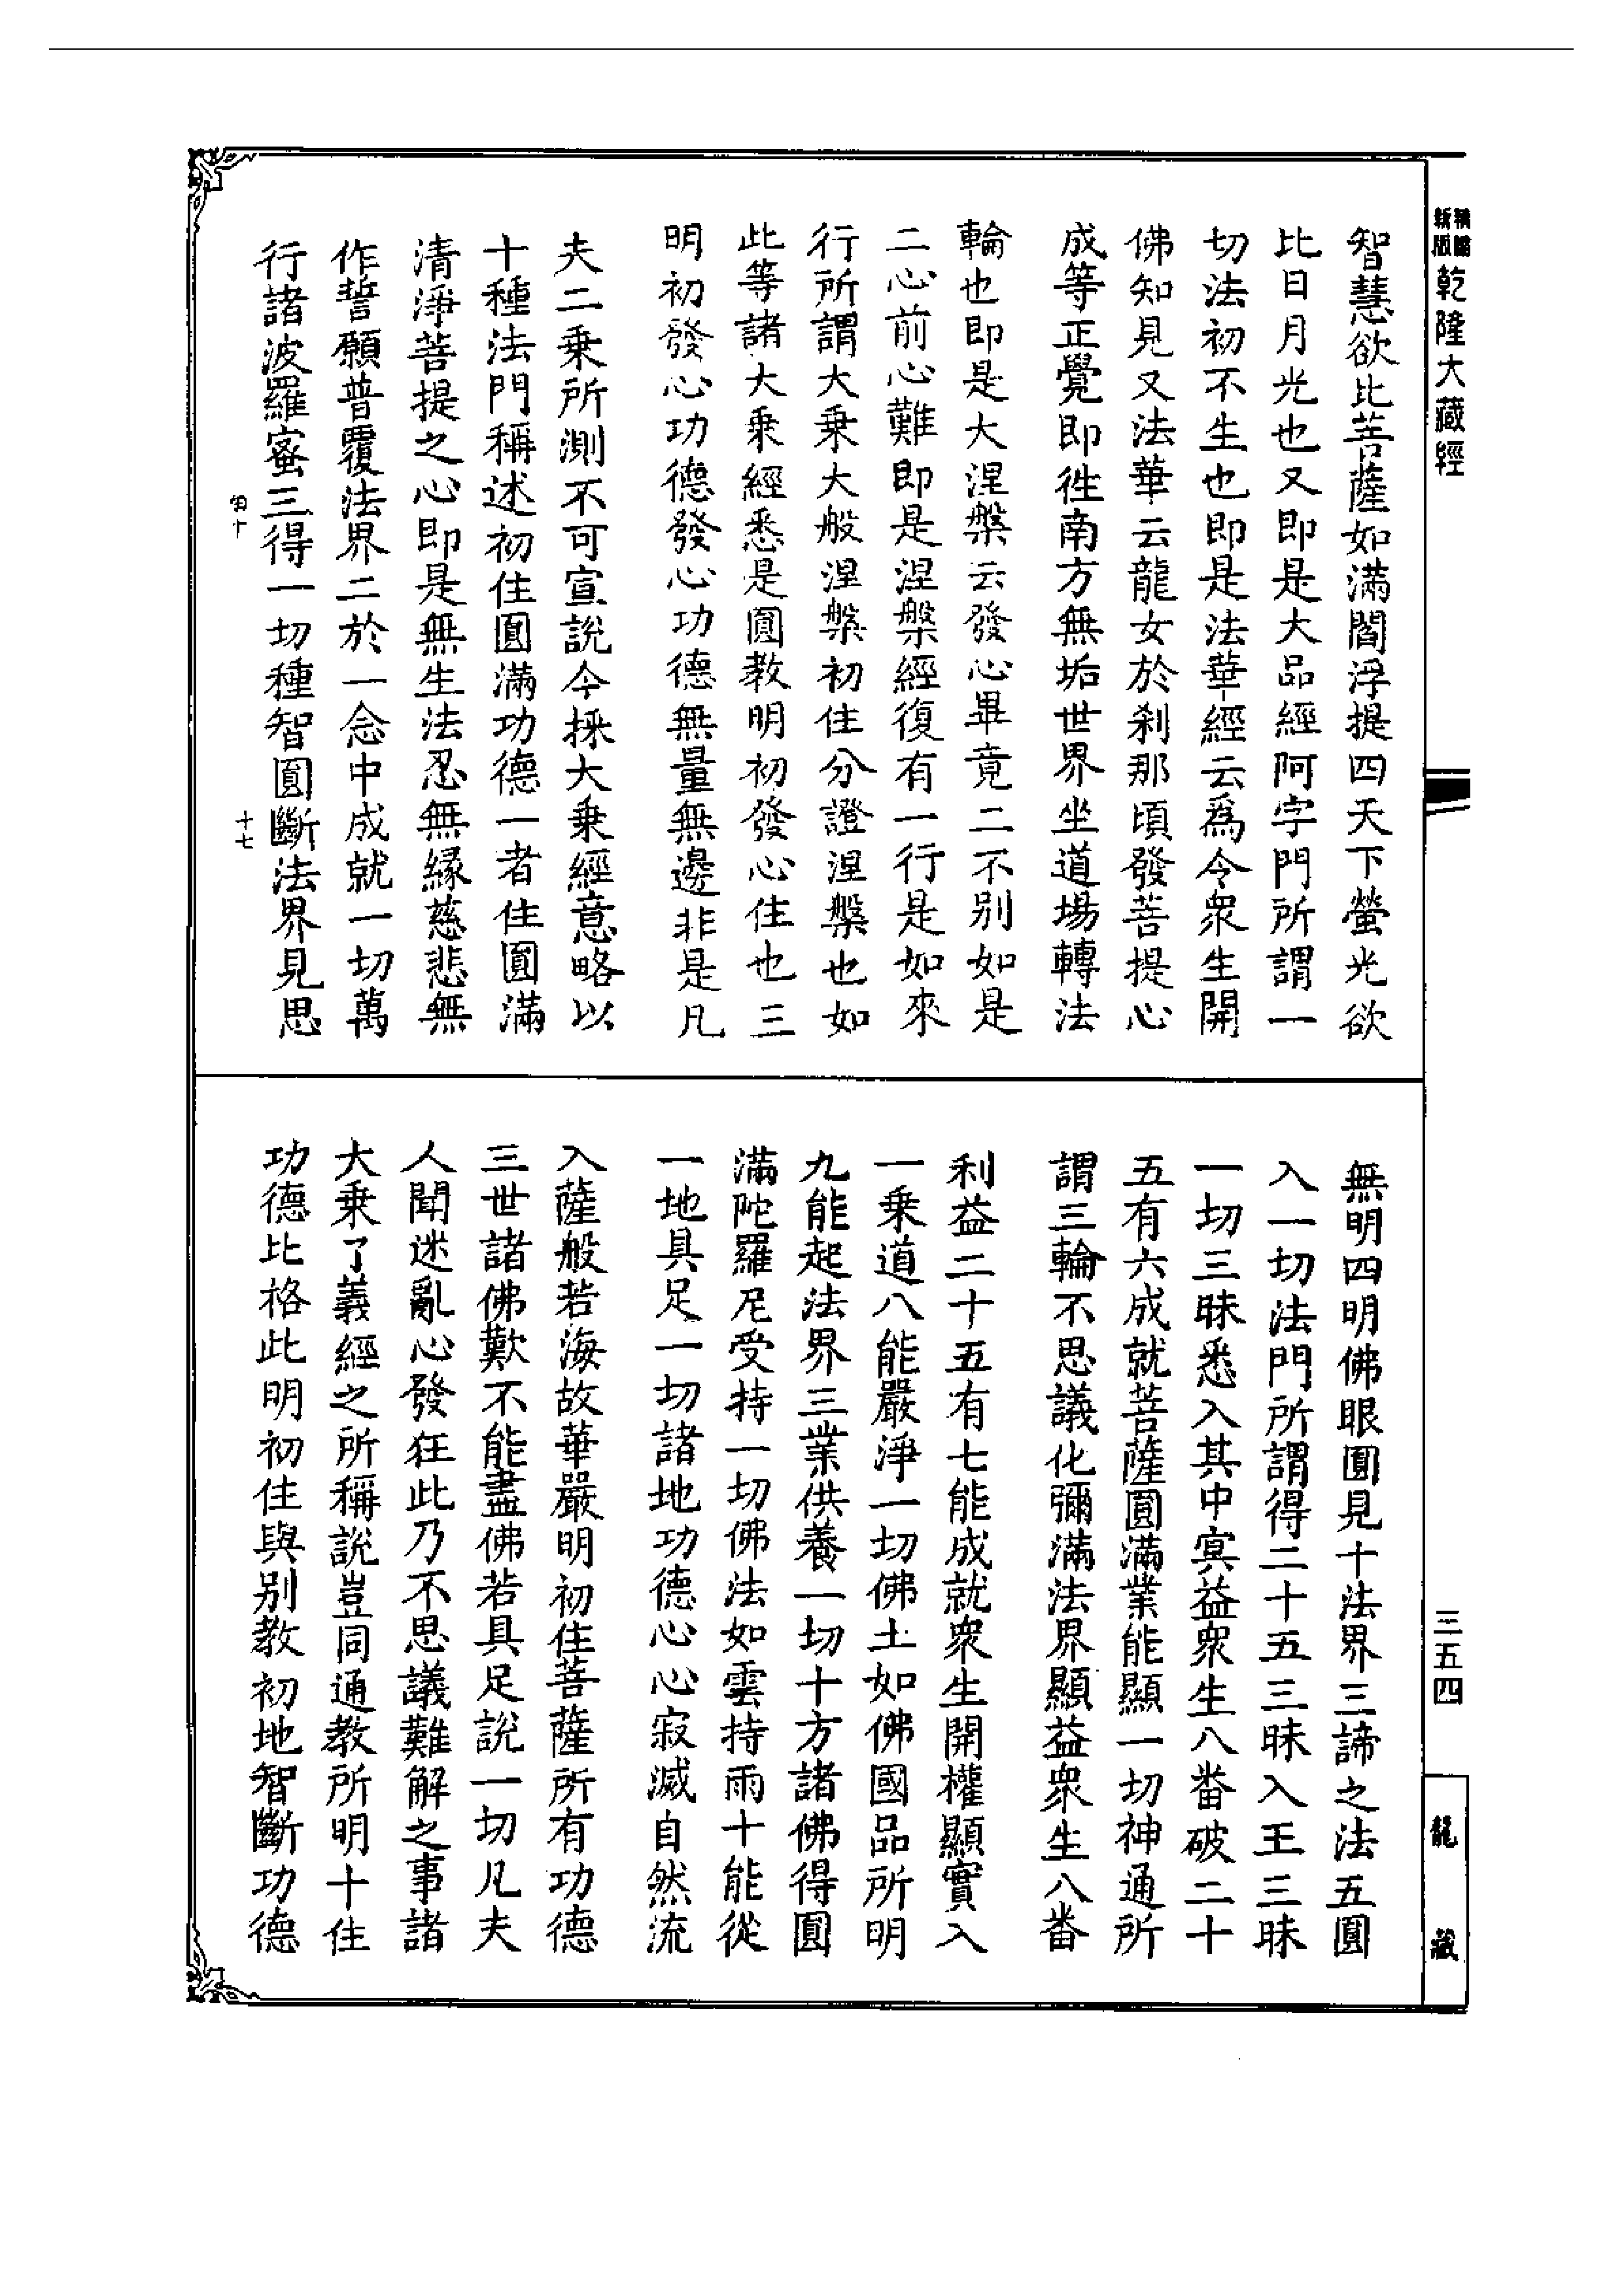 新版 精編
乾隆大藏經
智慧欲比菩薩如滿閻浮提四天下螢光欲
比日月光也又即是大品經阿字門所謂一
切法初不生也即是法華經云爲令衆生開
佛知見又法華云龍女於刹那頃發菩提心
成等正覺即徃南方無垢世界坐道場轉法
輪也即是大涅槃云發心畢竟二不别如是
二心前心難即是涅槃經復有一行是如來
行所謂大乗大般涅槃初住分證涅槃也如
此等諸大乗經悉是圓教明初發心住也三
明初發心功德發心功德無量無邊非是凡
夫二乗所測不可宣說今採大乗經意略以
十種法門稱述初住圓滿功德一者住圓滿
清淨菩提之心即是無生法忍無緣慈悲無
作誓願普覆法界二於一念中成就一切萬
行諸波羅蜜三得一切種智圓斷法界見思
十七
無明四明佛眼圓見十法界三諦之法五圓
入一切法門所謂得二十五三昧入王三昧
一切三昧悉入其中冥益衆生八番破二十
五有六成就菩薩圓滿業能顯一切神通所
謂三輪不思議化彌滿法界顯益衆生八番
利益二十五有七能成就衆生開權顯實入
一乗道八能嚴淨一切佛土如佛國品所明
九能起法界三業供養一切十方諸佛得圓
滿陀羅尼受持一切佛法如雲持雨十能從
一地具足一切諸地功德心心寂滅自然流
入薩般若海故華嚴明初住菩薩所有功德
三世諸佛歎不能盡佛若具足說一切凡夫
人聞迷亂心發狂此乃不思議難解之事諸
大乗了義經之所稱說豈同通教所明十住
功德比格此明初住與别教初地智斷功德
三五四
龍藏